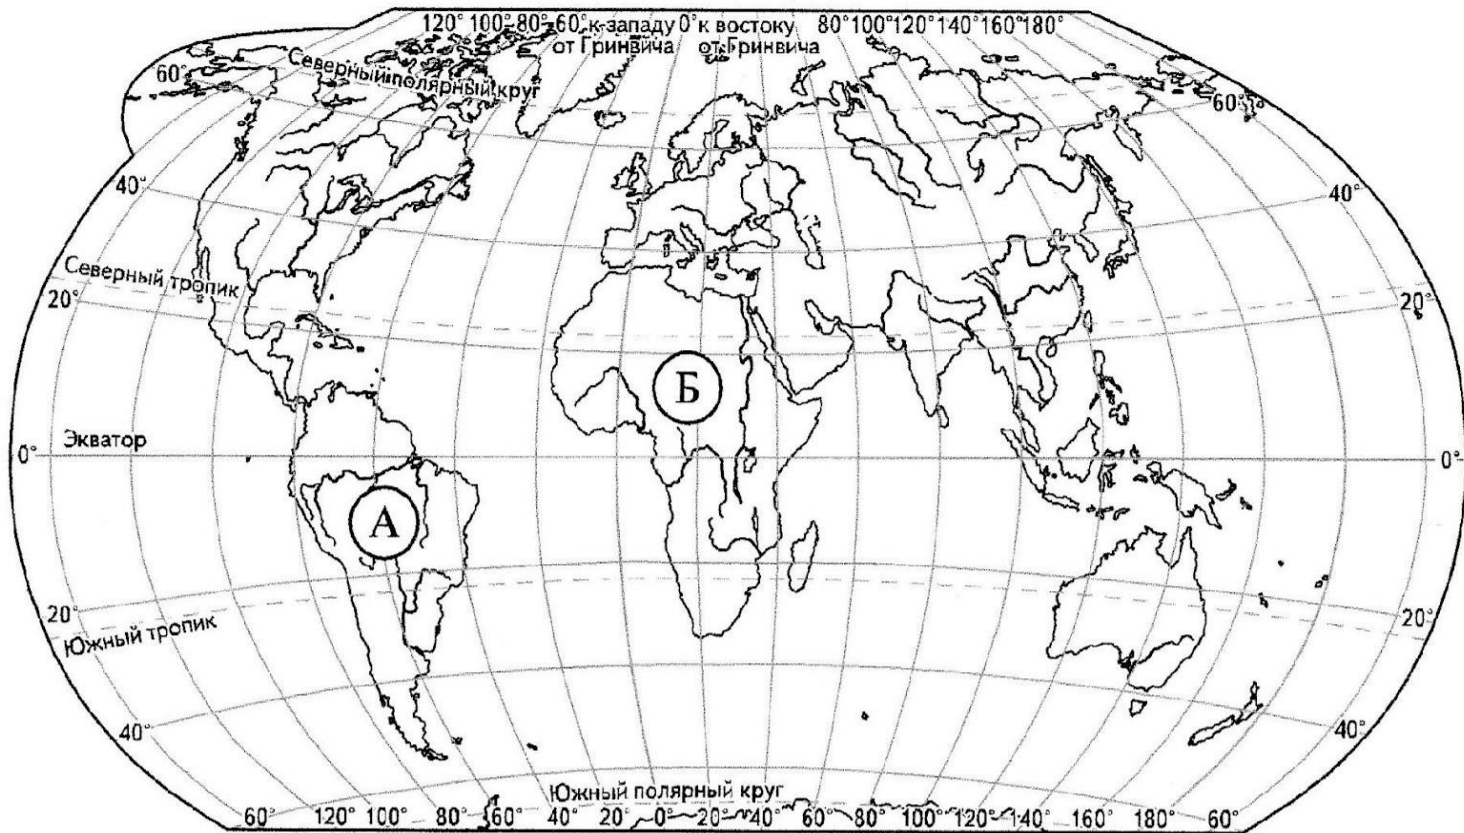 120° 100° 80° 60° к западу 0° к востоку 80° 100° 120° 140° 160° 180°
от Гринвича от Гринвича
Северный полярный круг
60° 60°
40° 40°
Северный тропик
20° 20°
Б
Экватор
0° 0°
А
20° 20°
Южный тропик
40° 40°
Южный полярный круг
60° 120° 100° 80° 60° 40° 20° 0° 20° 40° 60° 80° 100° 120° 140° 160° 180° 60°